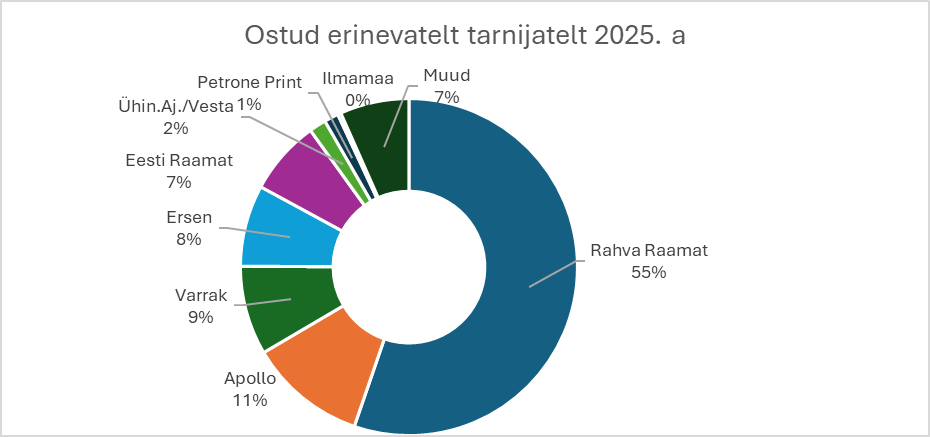 Ostud erinevatelt tarnijatelt 2025. a
Petrone Print
1%
Ilmamaa
0%
Muud
7%
Ühin.Aj./Vesta
2%
Eesti Raamat
7%
Ersen
8%
Varrak
9%
Apollo
11%
Rahva Raamat
55%